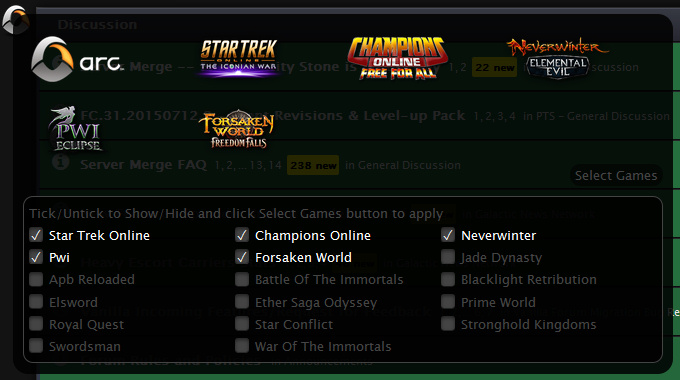 Discussion
arc
STAR TREK
ONLINE
THE ICONIAN WAR
CHAMPIONS
ONLINE
FREE FOR ALL
NEVERWINTER
ELEMENTAL
EVIL
Stone is
1, 2 22 new in General Discussion
PWI
ECLIPSE
FORSAKEN
WORLD
FREEDOM FALLS
FC.31.20150712 Revisions & Level-up Pack 1, 2, 3, 4 in PTS - General Discussion
Server Merge FAQ 1, 2, ... 13, 14 238 new in General Discussion
Select Games
Tick/Untick to Show/Hide and click Select Games button to apply
Star Trek Online Champions Online Neverwinter
Pwi Forsaken World Jade Dynasty
Apb Reloaded Battle Of The Immortals Blacklight Retribution
Elsword Ether Saga Odyssey Prime World
Royal Quest Star Conflict Stronghold Kingdoms
Swordsman War Of The Immortals